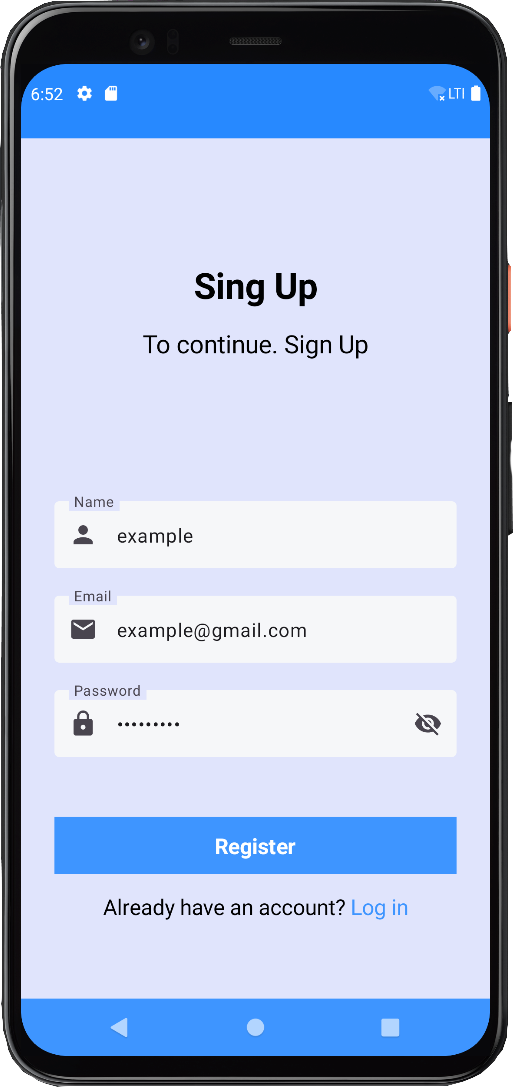 6:52
LTI
Sing Up
To continue. Sign Up
Name
example
Email
example@gmail.com
Password
•••••••••
Register
Already have an account? Log in